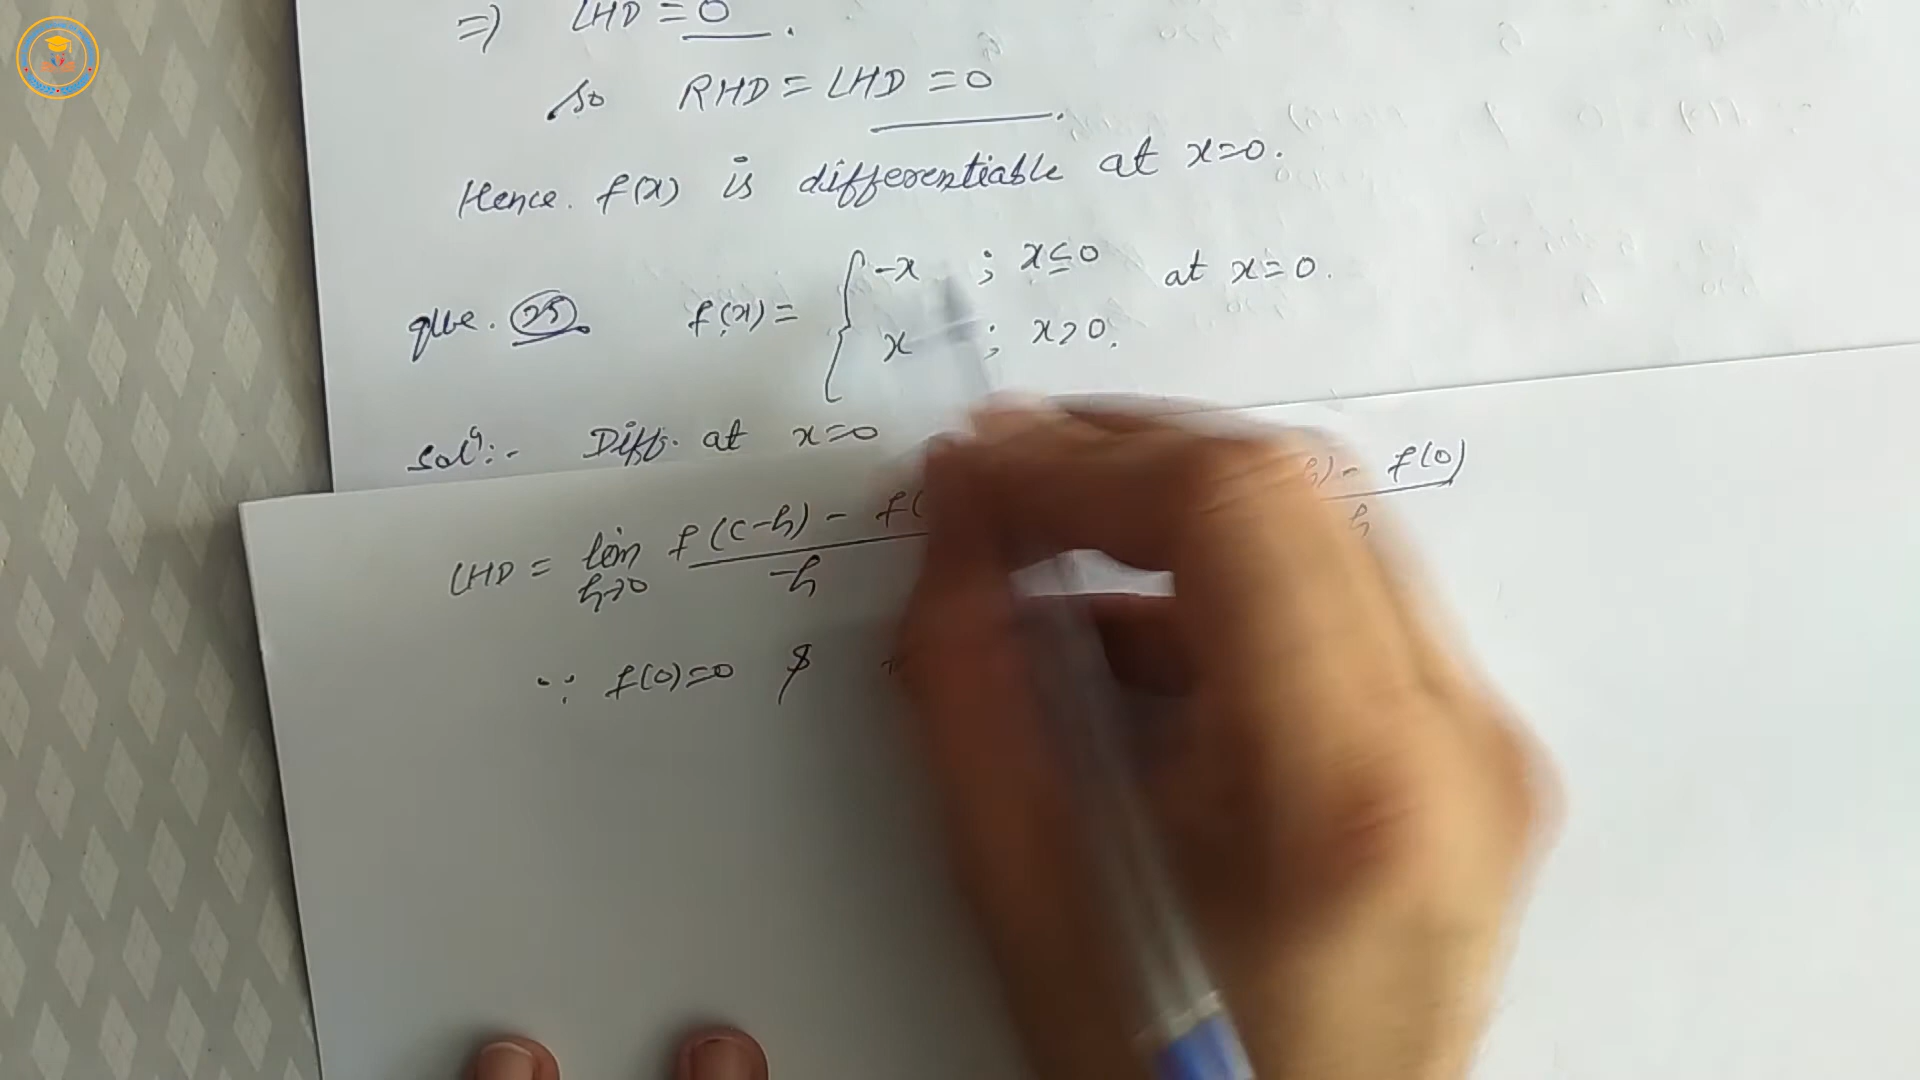 ⇒) LHD = 0.
so RHD = LHD = 0.
Hence. f(x) is differentiable at x=0.
que. 25. f(x) = { -x ; x≤0 at x=0.
x ; x>0.
Solⁿ:- Diff. at x=0
LHD = lim h→0 f(c-h) - f( / -h h) - f(0) / h
∵ f(0)=0 $